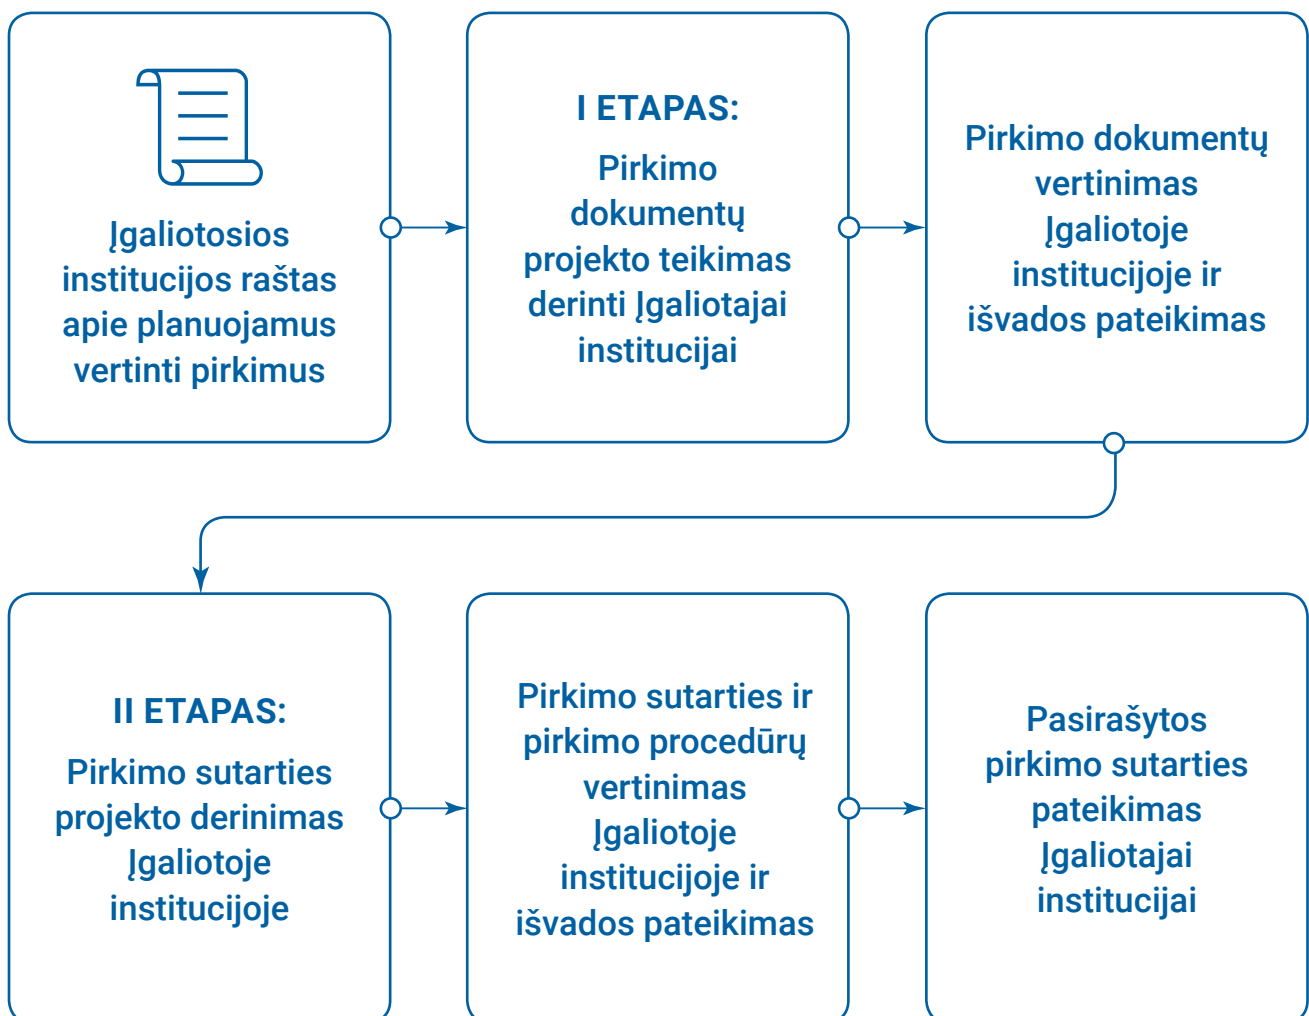 Įgaliotosios
institucijos raštas
apie planuojamus
vertinti pirkimus
I ETAPAS:
Pirkimo
dokumentų
projekto teikimas
derinti Įgaliotajai
institucijai
Pirkimo dokumentų
vertinimas
Įgaliotoje
institucijoje ir
išvados pateikimas
II ETAPAS:
Pirkimo sutarties
projekto derinimas
Įgaliotoje
institucijoje
Pirkimo sutarties ir
pirkimo procedūrų
vertinimas
Įgaliotoje
institucijoje ir
išvados pateikimas
Pasirašytos
pirkimo sutarties
pateikimas
Įgaliotajai
institucijai